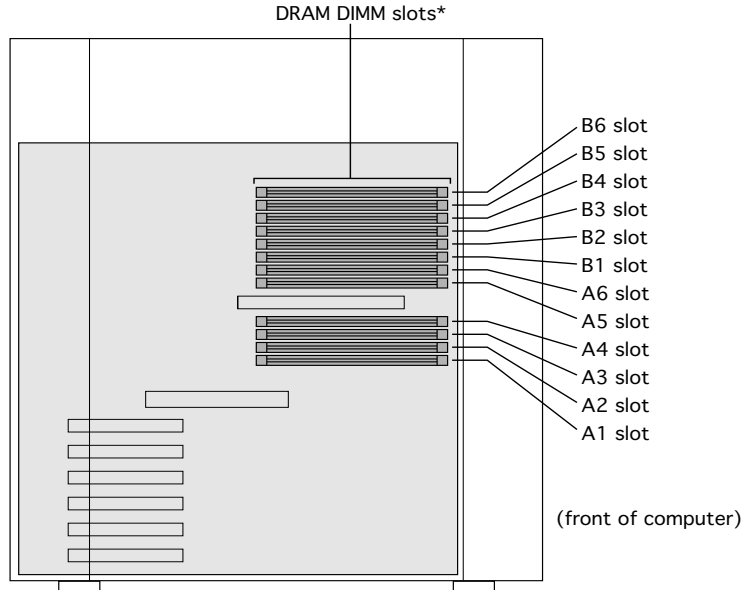 DRAM DIMM slots*
B6 slot
B5 slot
B4 slot
B3 slot
B2 slot
B1 slot
A6 slot
A5 slot
A4 slot
A3 slot
A2 slot
A1 slot
(front of computer)